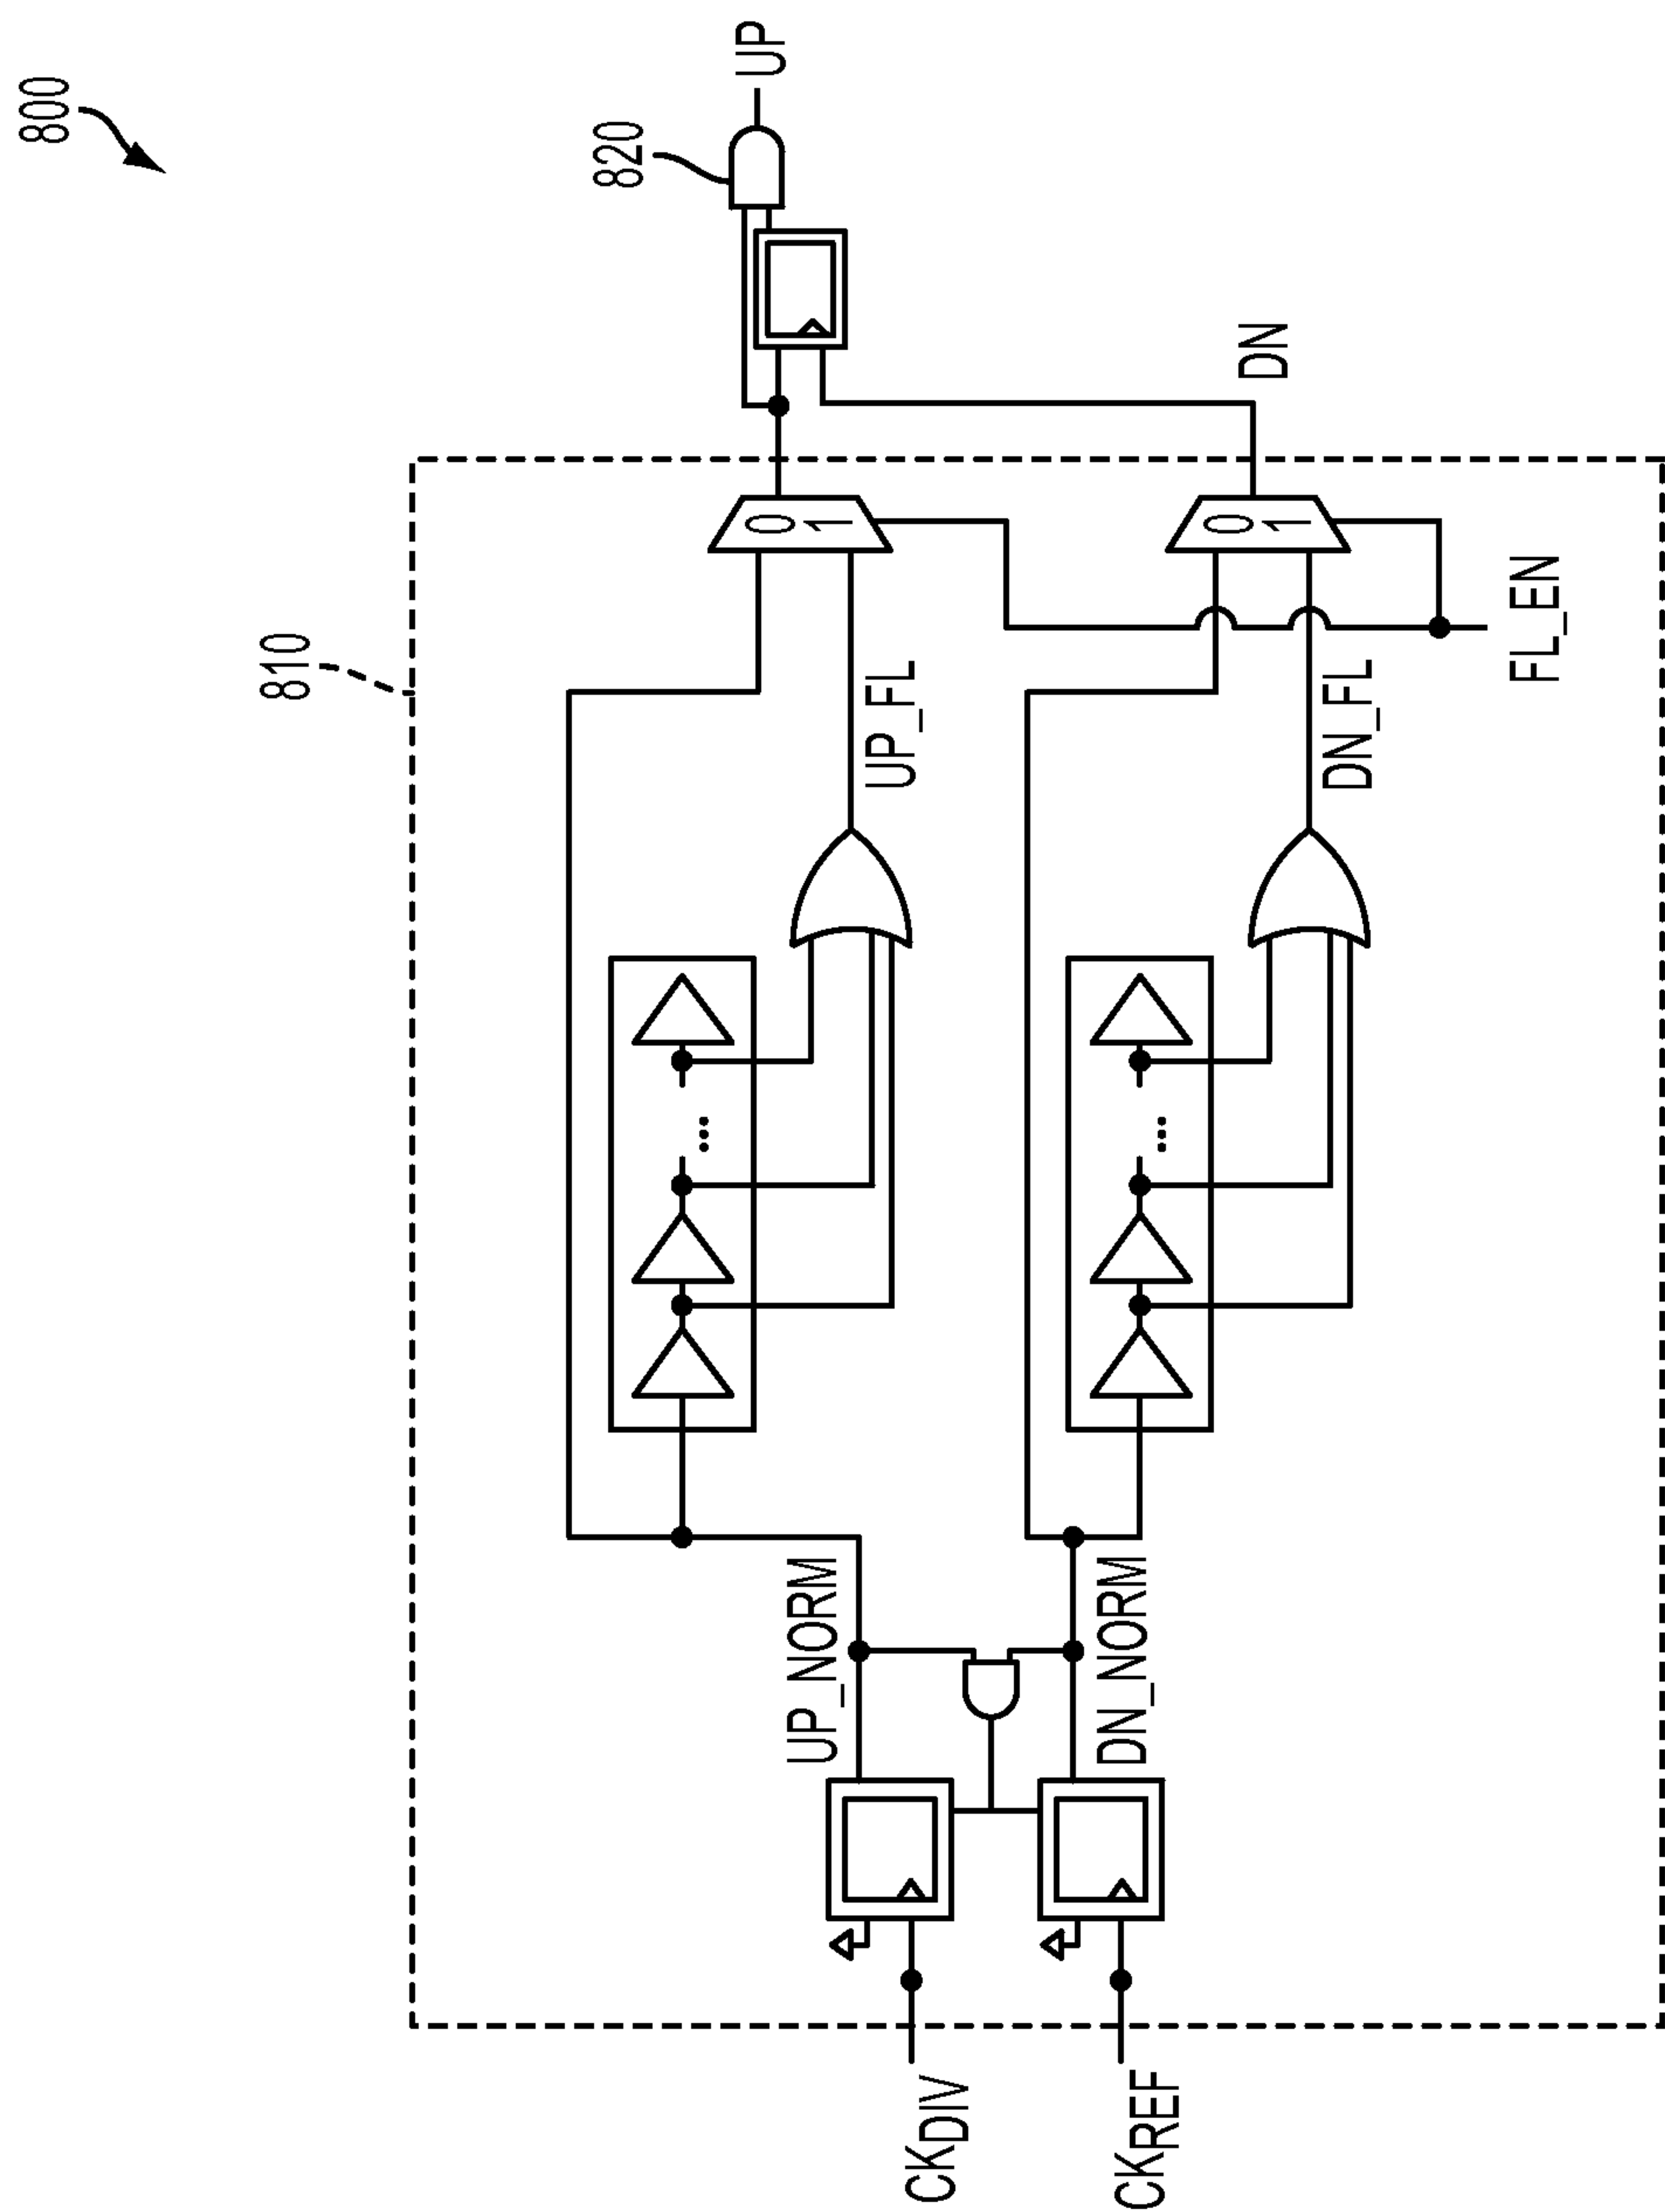 800
810
820
UP
DN
0
1
0
1
UP_FL
DN_FL
FL_EN
UP_NORM
DN_NORM
...
...
CKDIV
CKREF